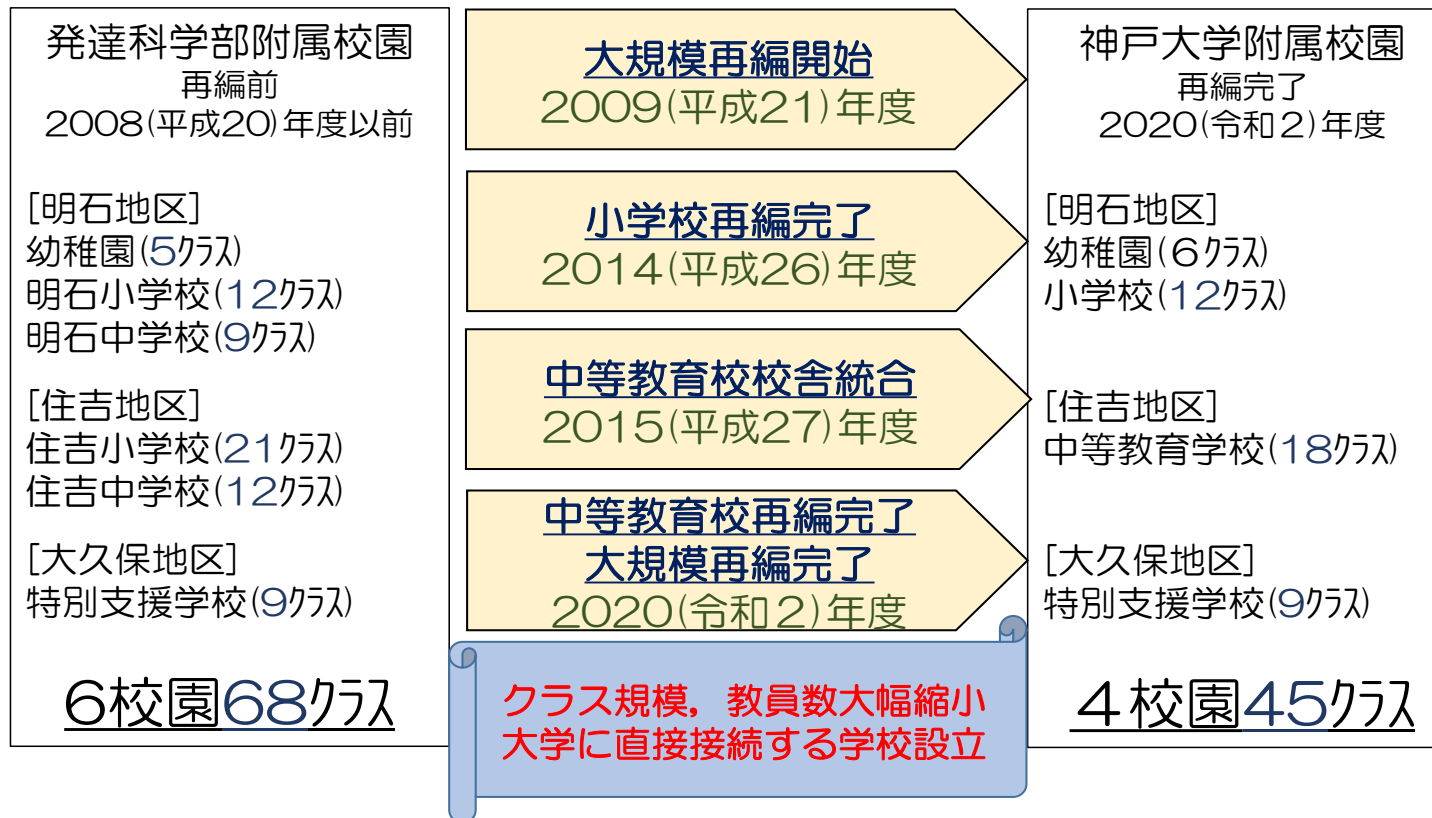 発達科学部附属校園
再編前
2008(平成20)年度以前
[明石地区]
幼稚園(5ｸﾗｽ)
明石小学校(12ｸﾗｽ)
明石中学校(9ｸﾗｽ)
[住吉地区]
住吉小学校(21ｸﾗｽ)
住吉中学校(12ｸﾗｽ)
[大久保地区]
特別支援学校(9ｸﾗｽ)
6校園68ｸﾗｽ
大規模再編開始
2009(平成21)年度
小学校再編完了
2014(平成26)年度
中等教育校校舎統合
2015(平成27)年度
中等教育校再編完了
大規模再編完了
2020(令和２)年度
クラス規模，教員数大幅縮小
大学に直接接続する学校設立
神戸大学附属校園
再編完了
2020(令和２)年度
[明石地区]
幼稚園(６ｸﾗｽ)
小学校(12ｸﾗｽ)
[住吉地区]
中等教育学校(18ｸﾗｽ)
[大久保地区]
特別支援学校(9ｸﾗｽ)
４校園45ｸﾗｽ